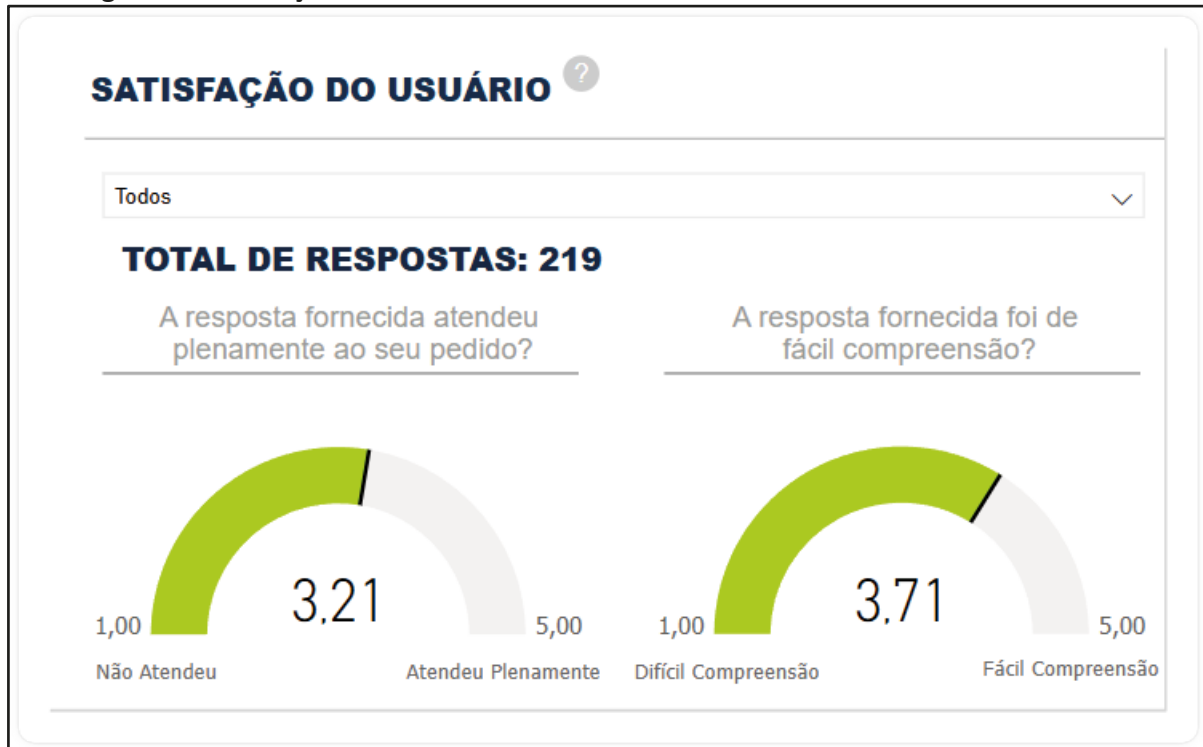 SATISFAÇÃO DO USUÁRIO ?
Todos
TOTAL DE RESPOSTAS: 219
A resposta fornecida atendeu
plenamente ao seu pedido?
A resposta fornecida foi de
fácil compreensão?
3,21
1,00
5,00
Não Atendeu
Atendeu Plenamente
3,71
1,00
5,00
Difícil Compreensão
Fácil Compreensão